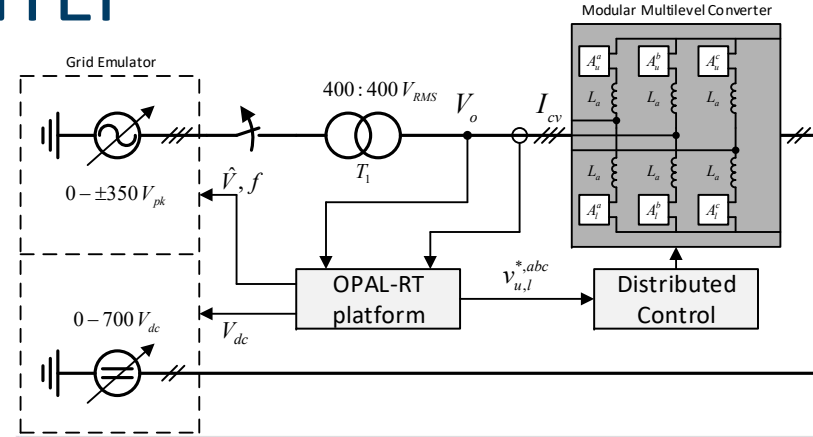 Modular Multilevel Converter
Grid Emulator
A_u^a A_u^b A_u^c
400 : 400 V_RMS
V_o
I_cv
L_a L_a L_a
T_1
L_a L_a L_a
0 − ±350 V_pk
V̂, f
A_l^a A_l^b A_l^c
OPAL-RT
platform
v_{u,l}^{*,abc}
Distributed
Control
0 − 700 V_dc
V_dc